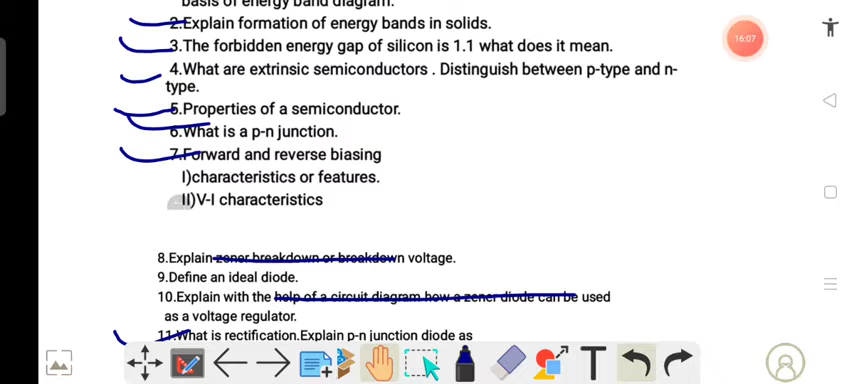 basis of energy band diagram.
2.Explain formation of energy bands in solids.
3.The forbidden energy gap of silicon is 1.1 what does it mean.
4.What are extrinsic semiconductors . Distinguish between p-type and n-
type.
5.Properties of a semiconductor.
6.What is a p-n junction.
7.Forward and reverse biasing
I)characteristics or features.
II)V-I characteristics
8.Explain zener breakdown or breakdown voltage.
9.Define an ideal diode.
10.Explain with the help of a circuit diagram how a zener diode can be used
as a voltage regulator.
11.What is rectification.Explain p-n junction diode as
16:07
T